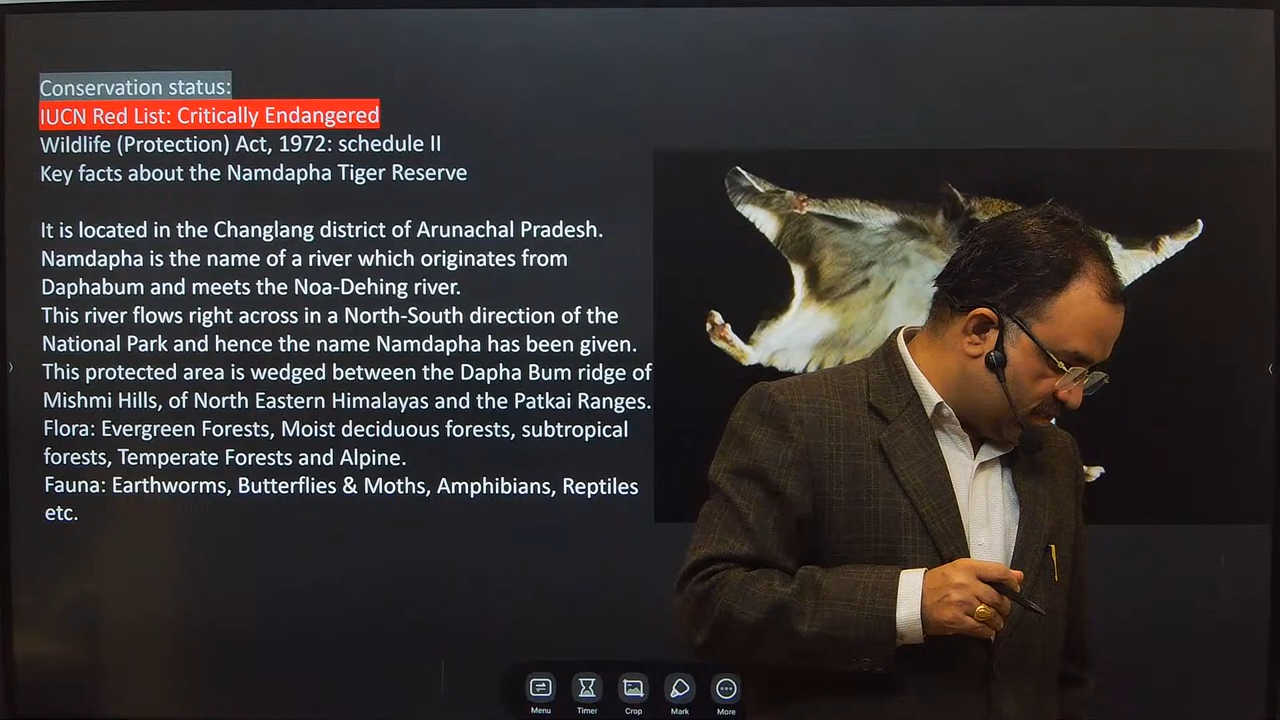 Conservation status:
IUCN Red List: Critically Endangered
Wildlife (Protection) Act, 1972: schedule II
Key facts about the Namdapha Tiger Reserve
It is located in the Changlang district of Arunachal Pradesh.
Namdapha is the name of a river which originates from
Daphabum and meets the Noa-Dehing river.
This river flows right across in a North-South direction of the
National Park and hence the name Namdapha has been given.
This protected area is wedged between the Dapha Bum ridge of
Mishmi Hills, of North Eastern Himalayas and the Patkai Ranges.
Flora: Evergreen Forests, Moist deciduous forests, subtropical
forests, Temperate Forests and Alpine.
Fauna: Earthworms, Butterflies & Moths, Amphibians, Reptiles
etc.
Menu Timer Crop Mark More